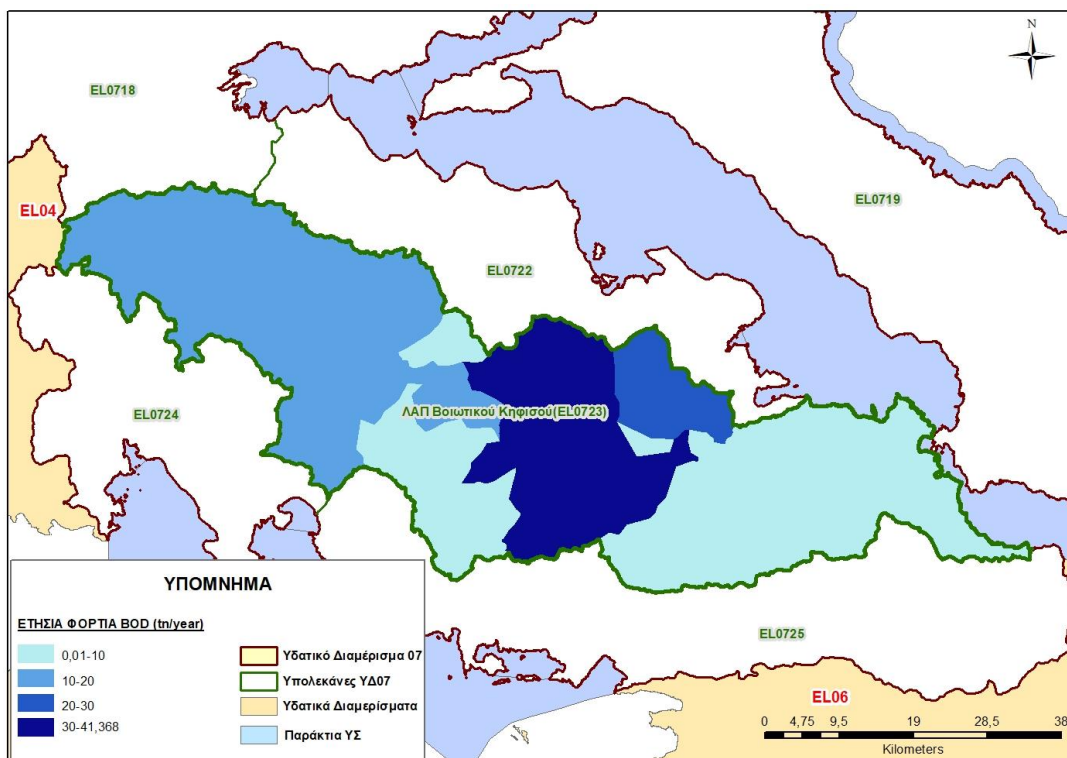 N
EL0718
EL04
EL0719
EL0722
EL0724
ΛΑΠ Βοιωτικού Κηφισού(EL0723)
EL0725
EL06
ΥΠΟΜΝΗΜΑ
ΕΤΗΣΙΑ ΦΟΡΤΙΑ BOD (tn/year)
0,01-10
10-20
20-30
30-41,368
Υδατικό Διαμέρισμα 07
Υπολεκάνες ΥΔ07
Υδατικά Διαμερίσματα
Παράκτια ΥΣ
0 4,75 9,5 19 28,5 38
Kilometers